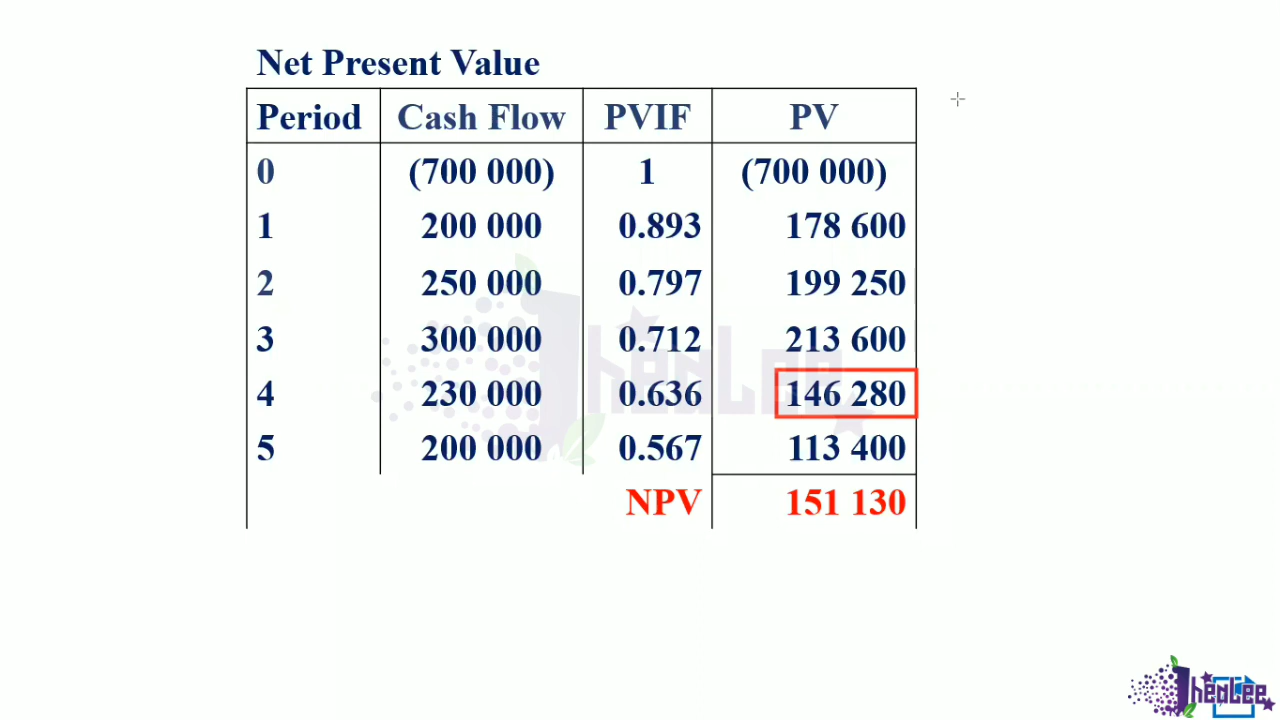 Net Present Value
Period Cash Flow PVIF PV
0 (700 000) 1 (700 000)
1 200 000 0.893 178 600
2 250 000 0.797 199 250
3 300 000 0.712 213 600
4 230 000 0.636 146 280
5 200 000 0.567 113 400
NPV 151 130